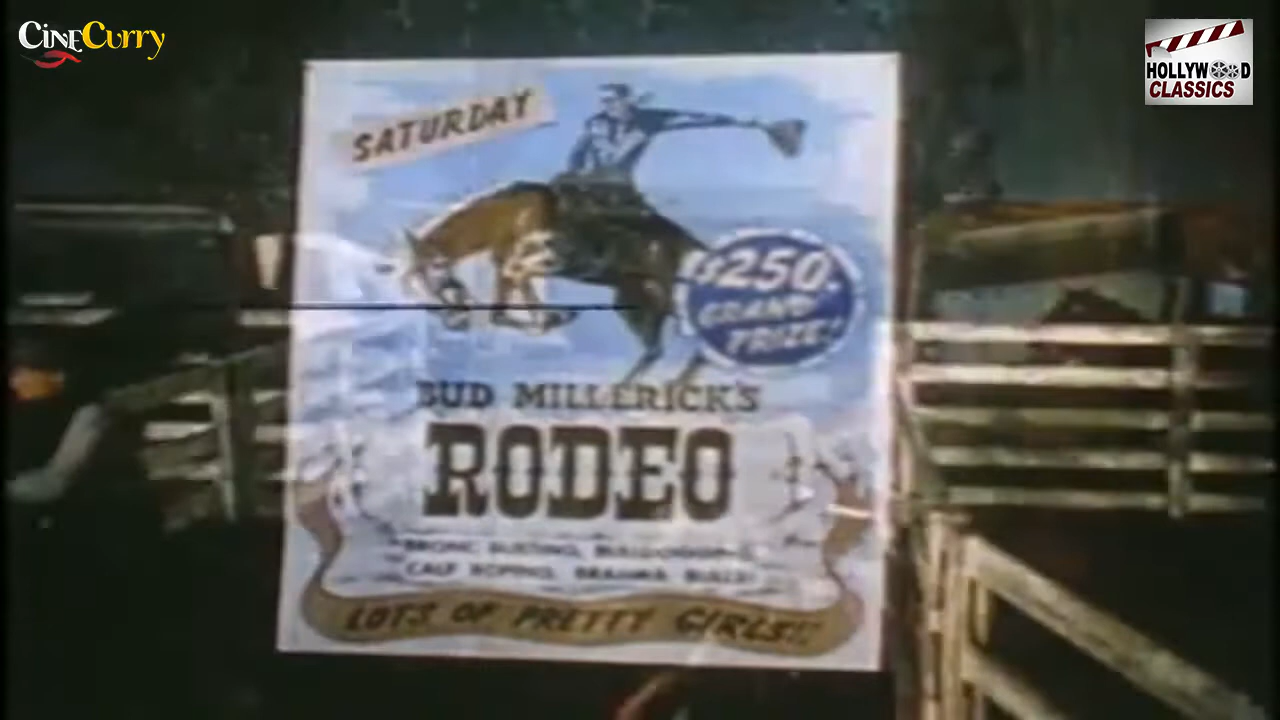 CINECURRY
HOLLYWOOD
CLASSICS
SATURDAY
$250.
GRAND
PRIZE!
BUD MILLERICK'S
RODEO
BRONC BUSTING, BULLDOGGING,
CALF ROPING, BRAHMA BULLS!
LOTS OF PRETTY GIRLS!!